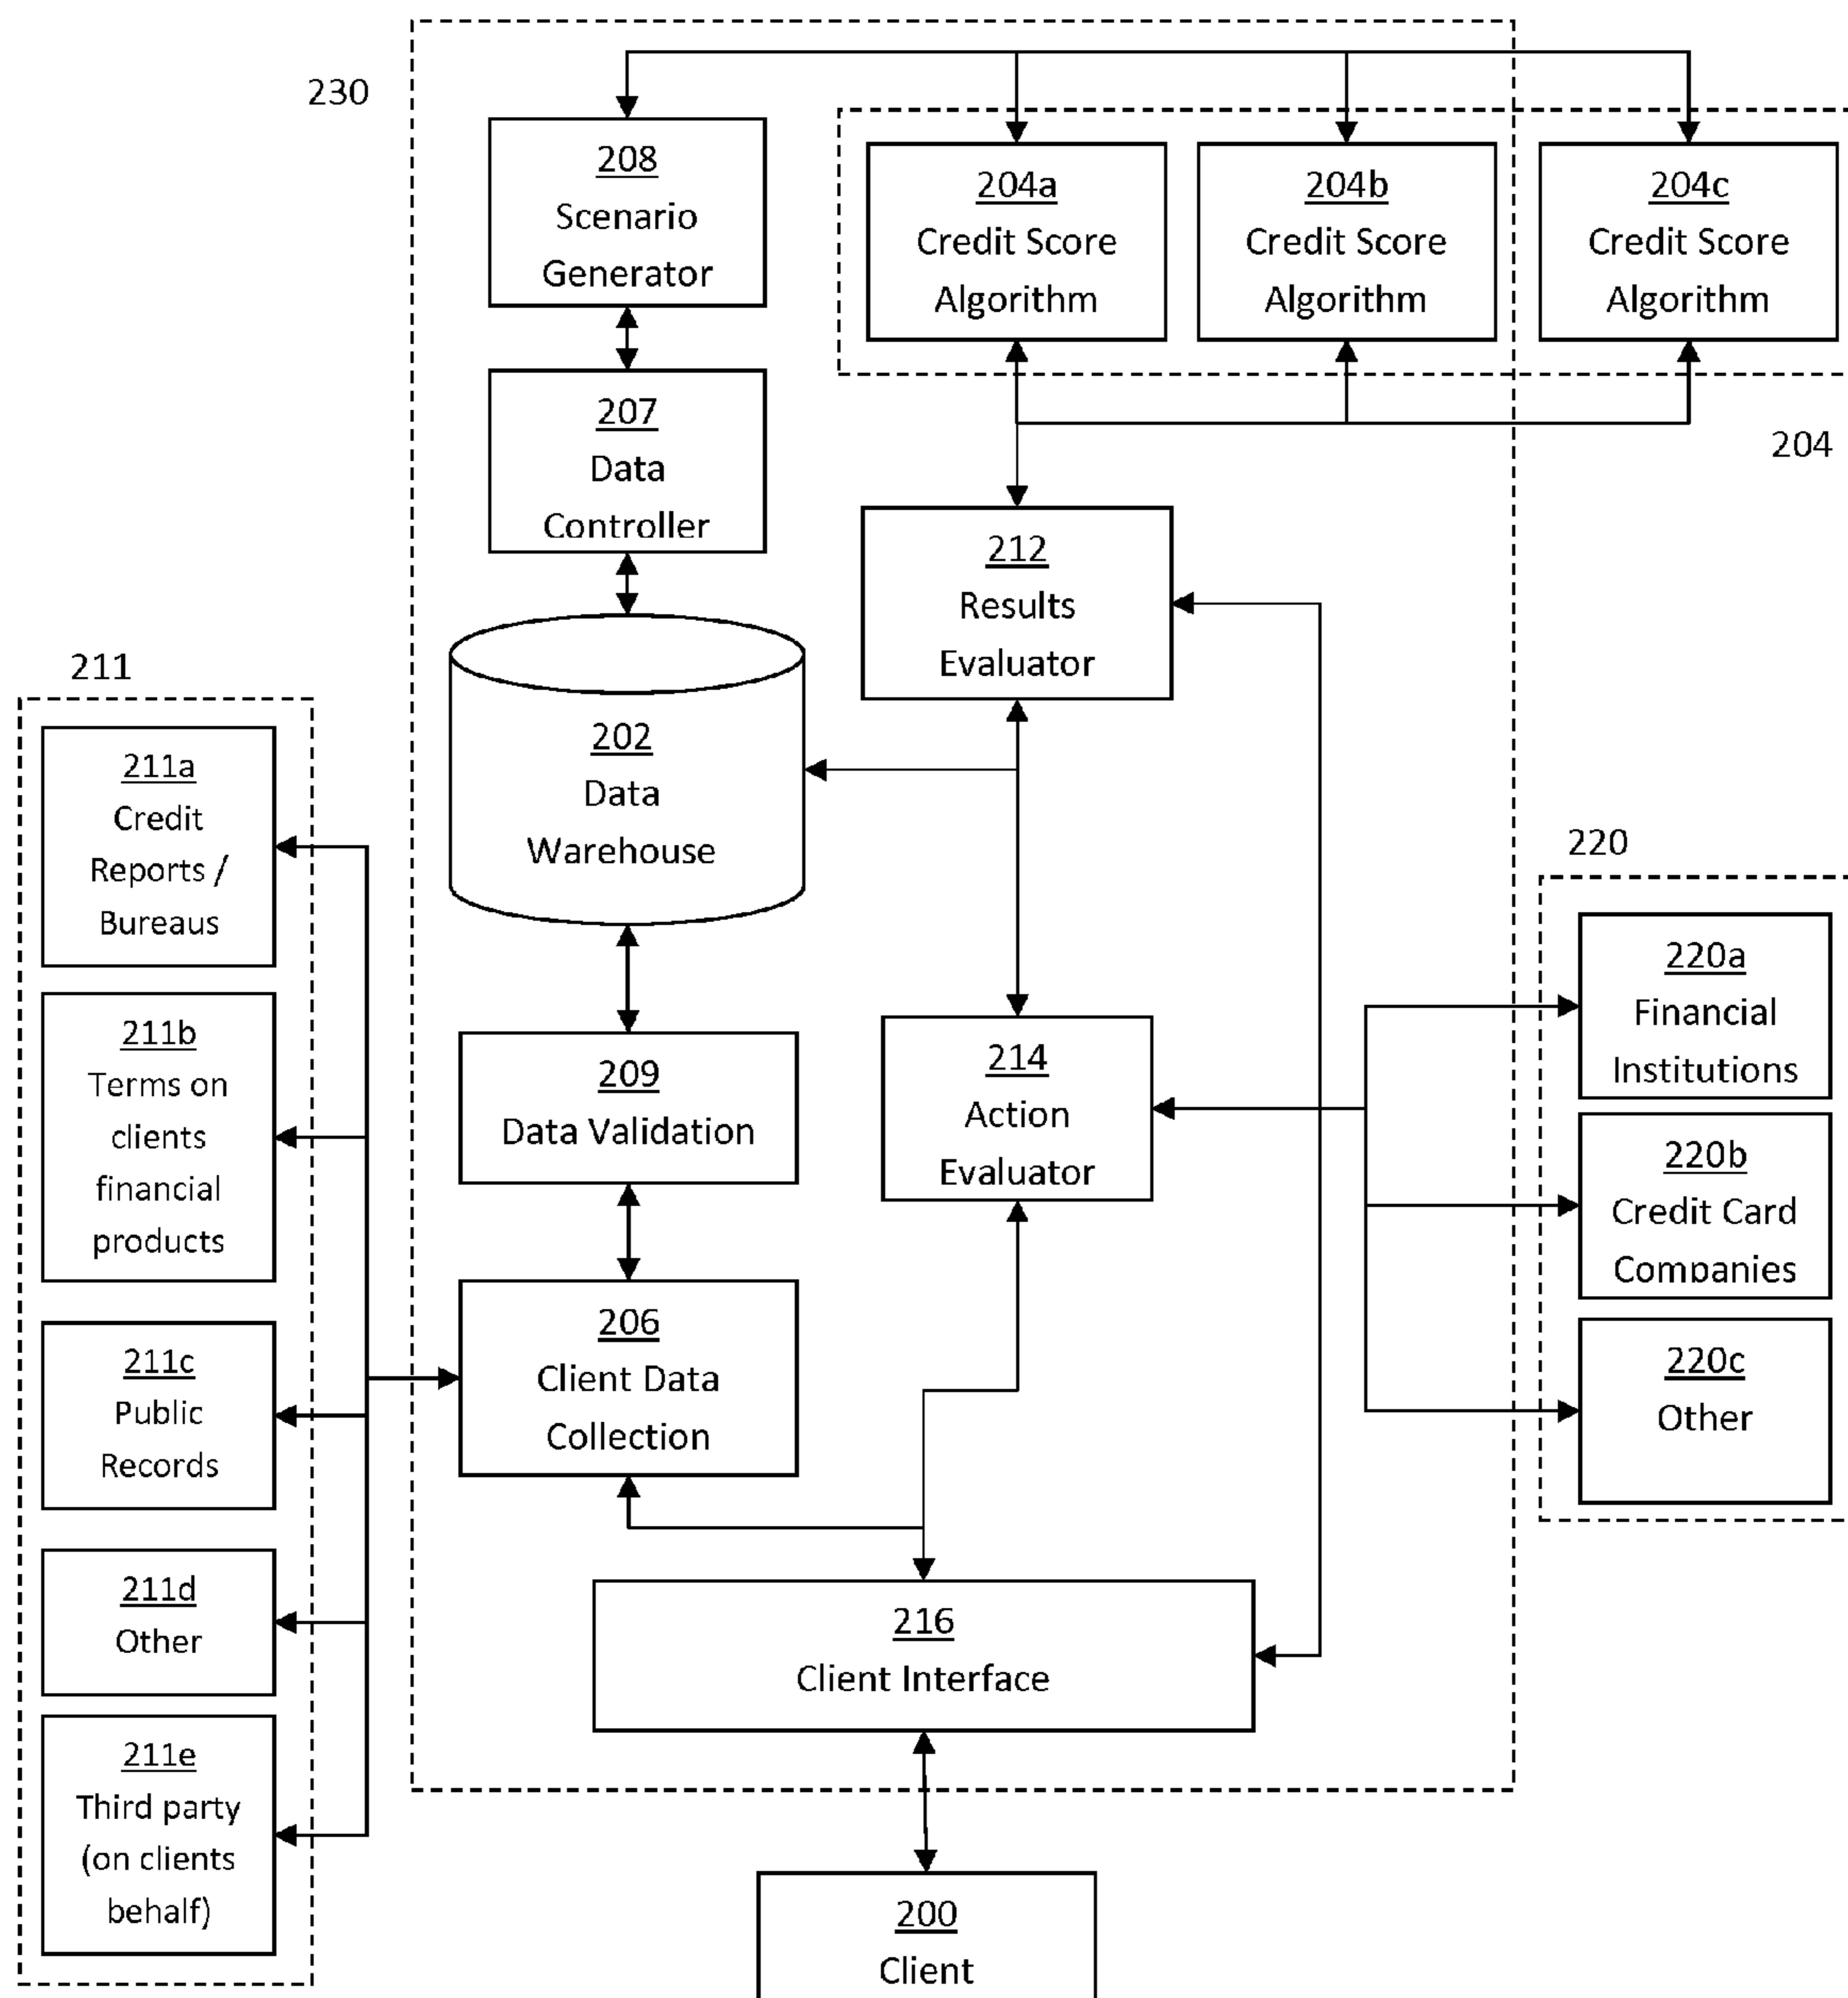 230
208
Scenario
Generator
204a
Credit Score
Algorithm
204b
Credit Score
Algorithm
204c
Credit Score
Algorithm
204
207
Data
Controller
212
Results
Evaluator
211
202
Data
Warehouse
211a
Credit
Reports /
Bureaus
211b
Terms on
clients
financial
products
211c
Public
Records
211d
Other
211e
Third party
(on clients
behalf)
209
Data Validation
214
Action
Evaluator
220
220a
Financial
Institutions
220b
Credit Card
Companies
220c
Other
206
Client Data
Collection
216
Client Interface
200
Client